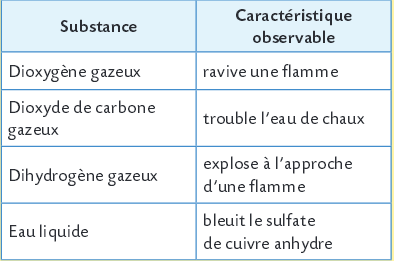 Substance
Caractéristique
observable
Dioxygène gazeux
ravive une flamme
Dioxyde de carbone
gazeux
trouble l'eau de chaux
Dihydrogène gazeux
explose à l'approche
d'une flamme
Eau liquide
bleuit le sulfate
de cuivre anhydre